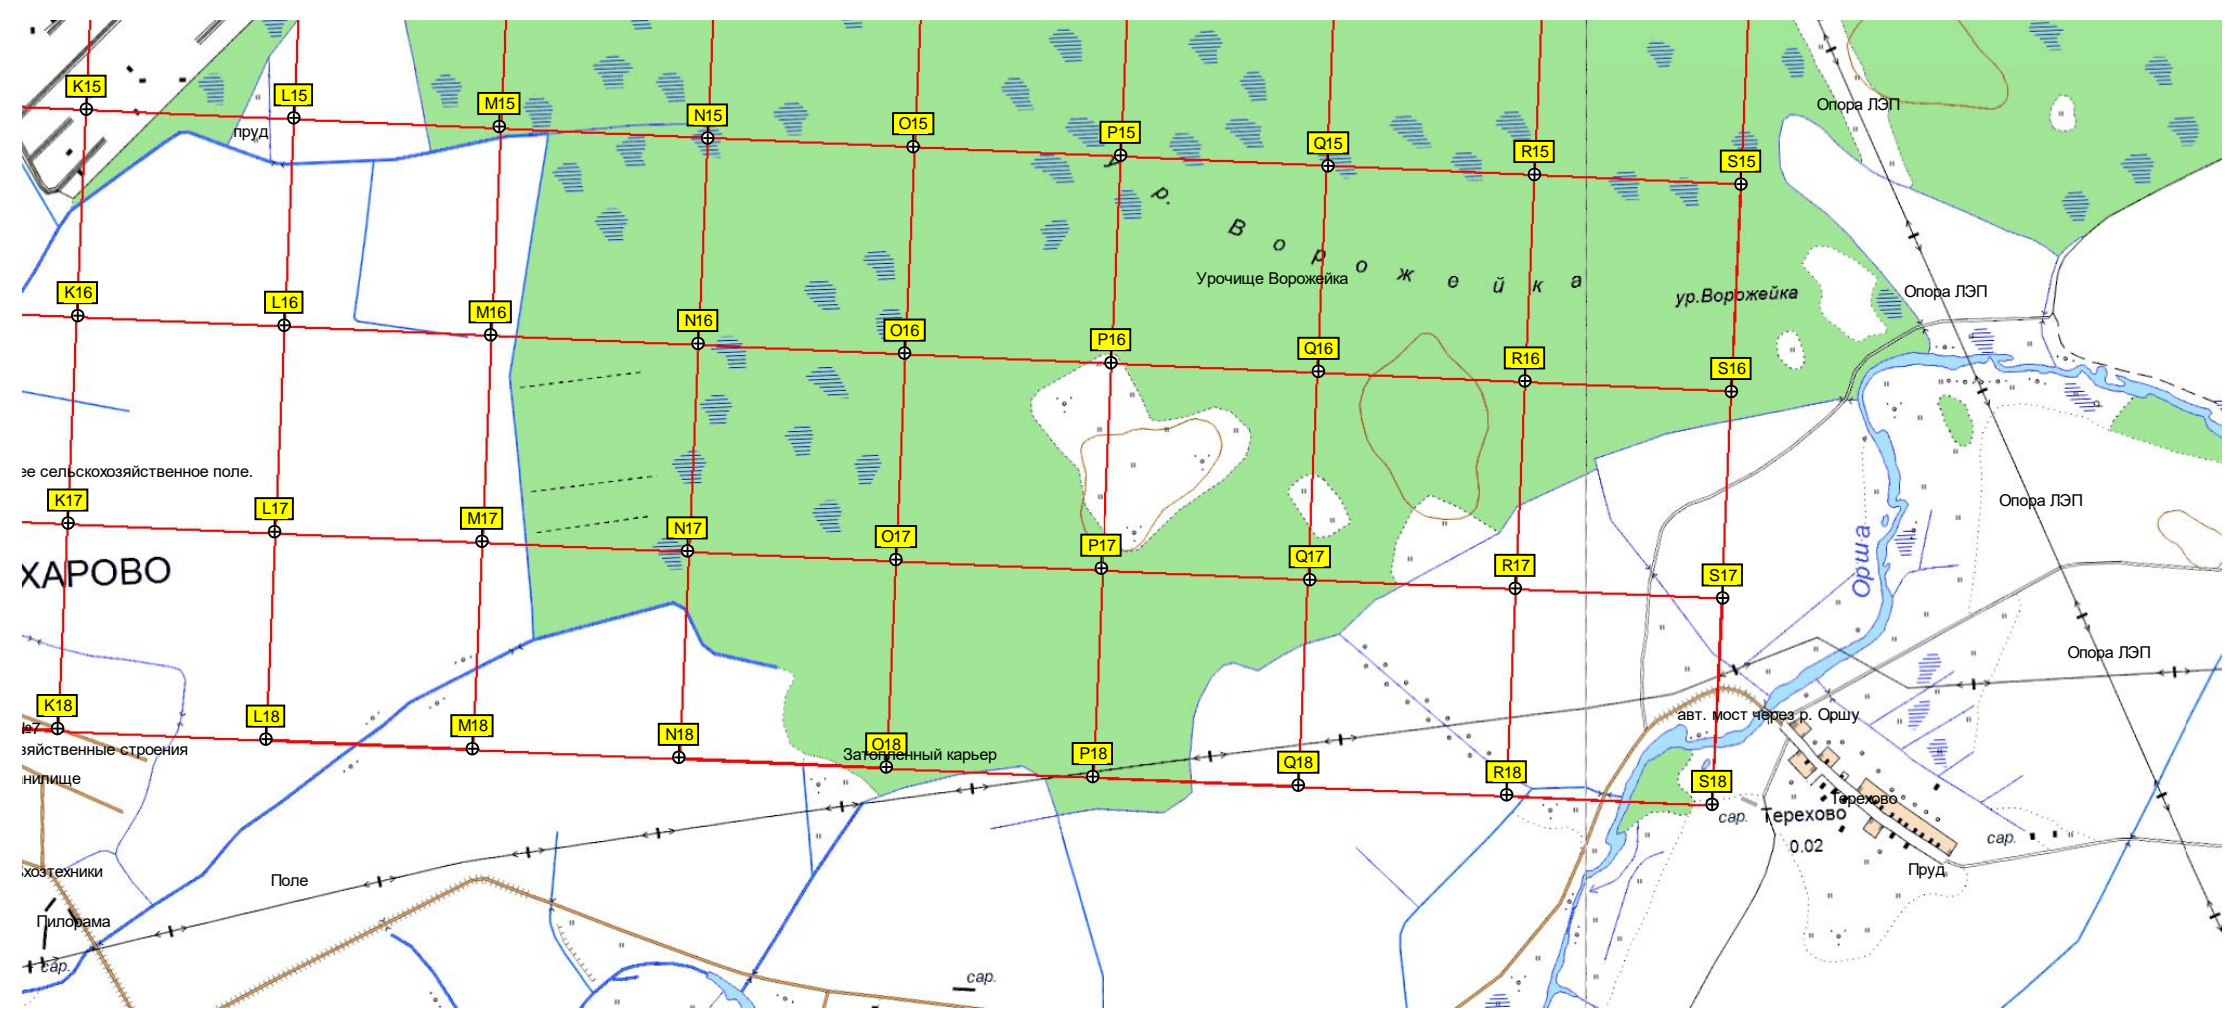 K15
L15
M15
N15
O15
P15
Q15
R15
S15
Опора ЛЭП
пруд
У р. Ворожейка
Урочище Ворожейка
ур.Ворожейка
Опора ЛЭП
K16
L16
M16
N16
O16
P16
Q16
R16
S16
ее сельскохозяйственное поле.
K17
L17
M17
N17
O17
P17
Q17
R17
S17
Опора ЛЭП
Орша
ХАРОВО
Опора ЛЭП
K18
L18
M18
N18
O18
P18
Q18
R18
S18
№7
зяйственные строения
нилище
Затопленный карьер
авт. мост через р. Оршу
Терехово
сар.
Терехово
0.02
сар.
Пруд
ьхозтехники
Поле
Пилорама
сар.
сар.